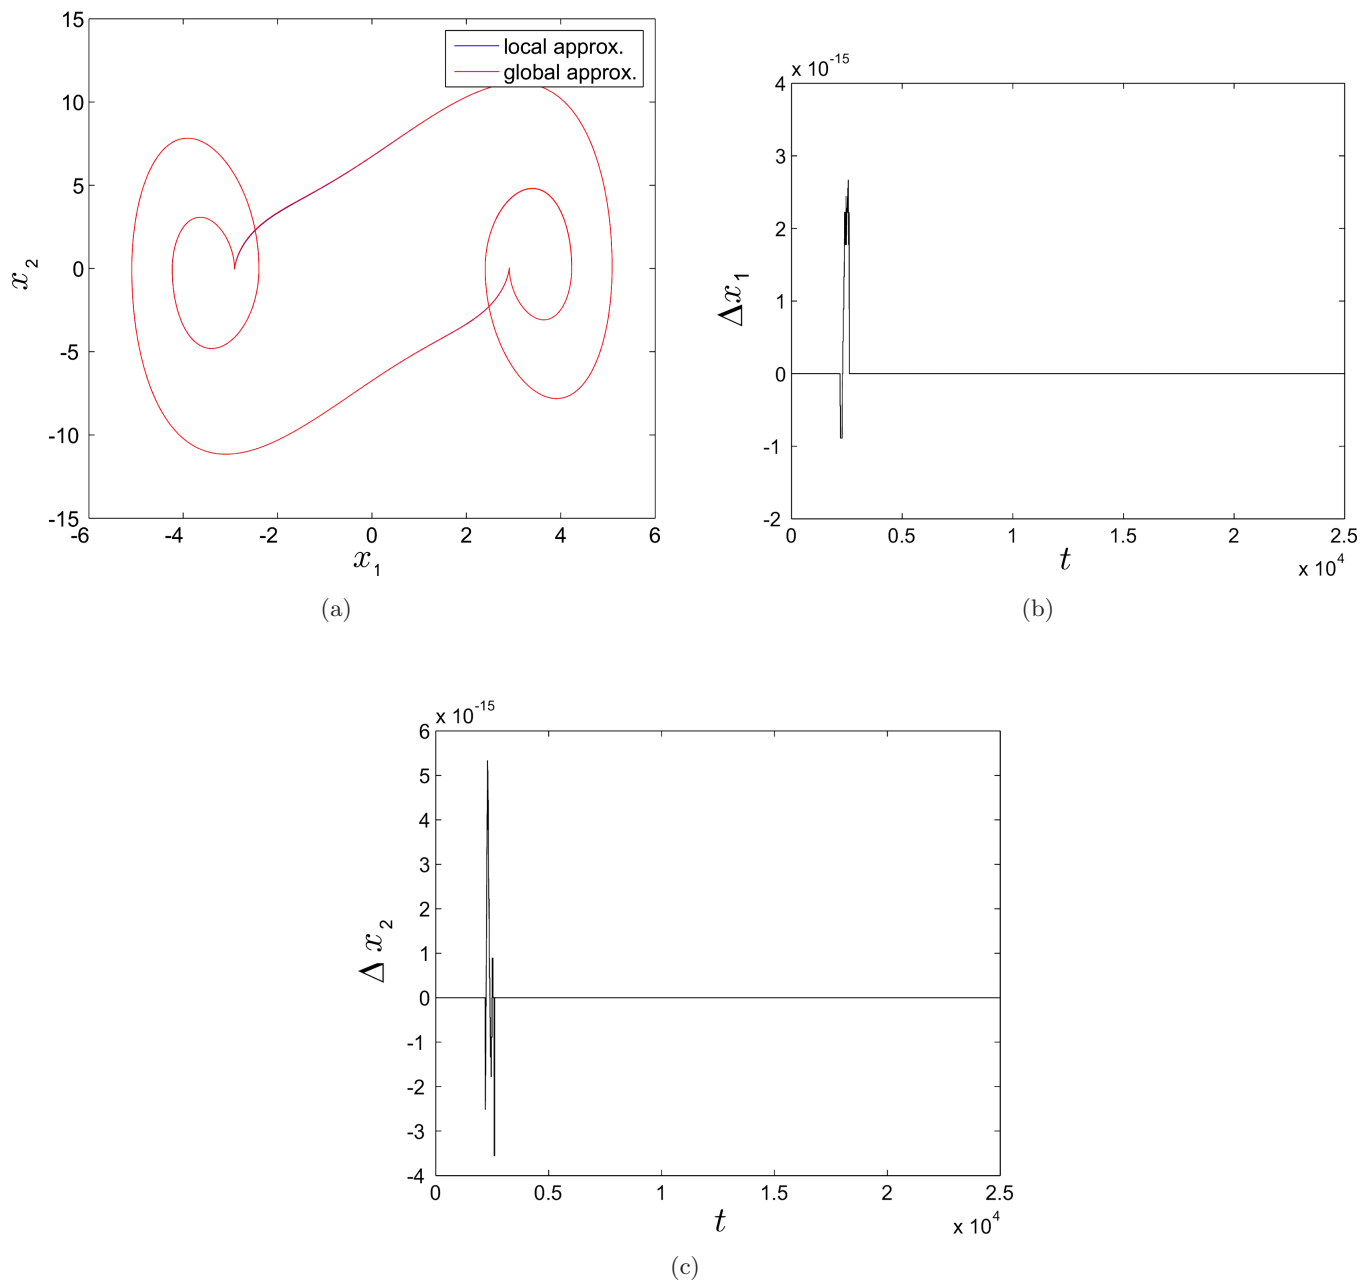 15
10
5
0
-5
-10
-15
-6 -4 -2 0 2 4 6
x₂
x₁
local approx.
global approx.
(a)
x 10⁻¹⁵
4
3
2
1
0
-1
-2
0 0.5 1 1.5 2 2.5
x 10⁴
Δx₁
t
(b)
x 10⁻¹⁵
6
5
4
3
2
1
0
-1
-2
-3
-4
0 0.5 1 1.5 2 2.5
x 10⁴
Δ x₂
t
(c)